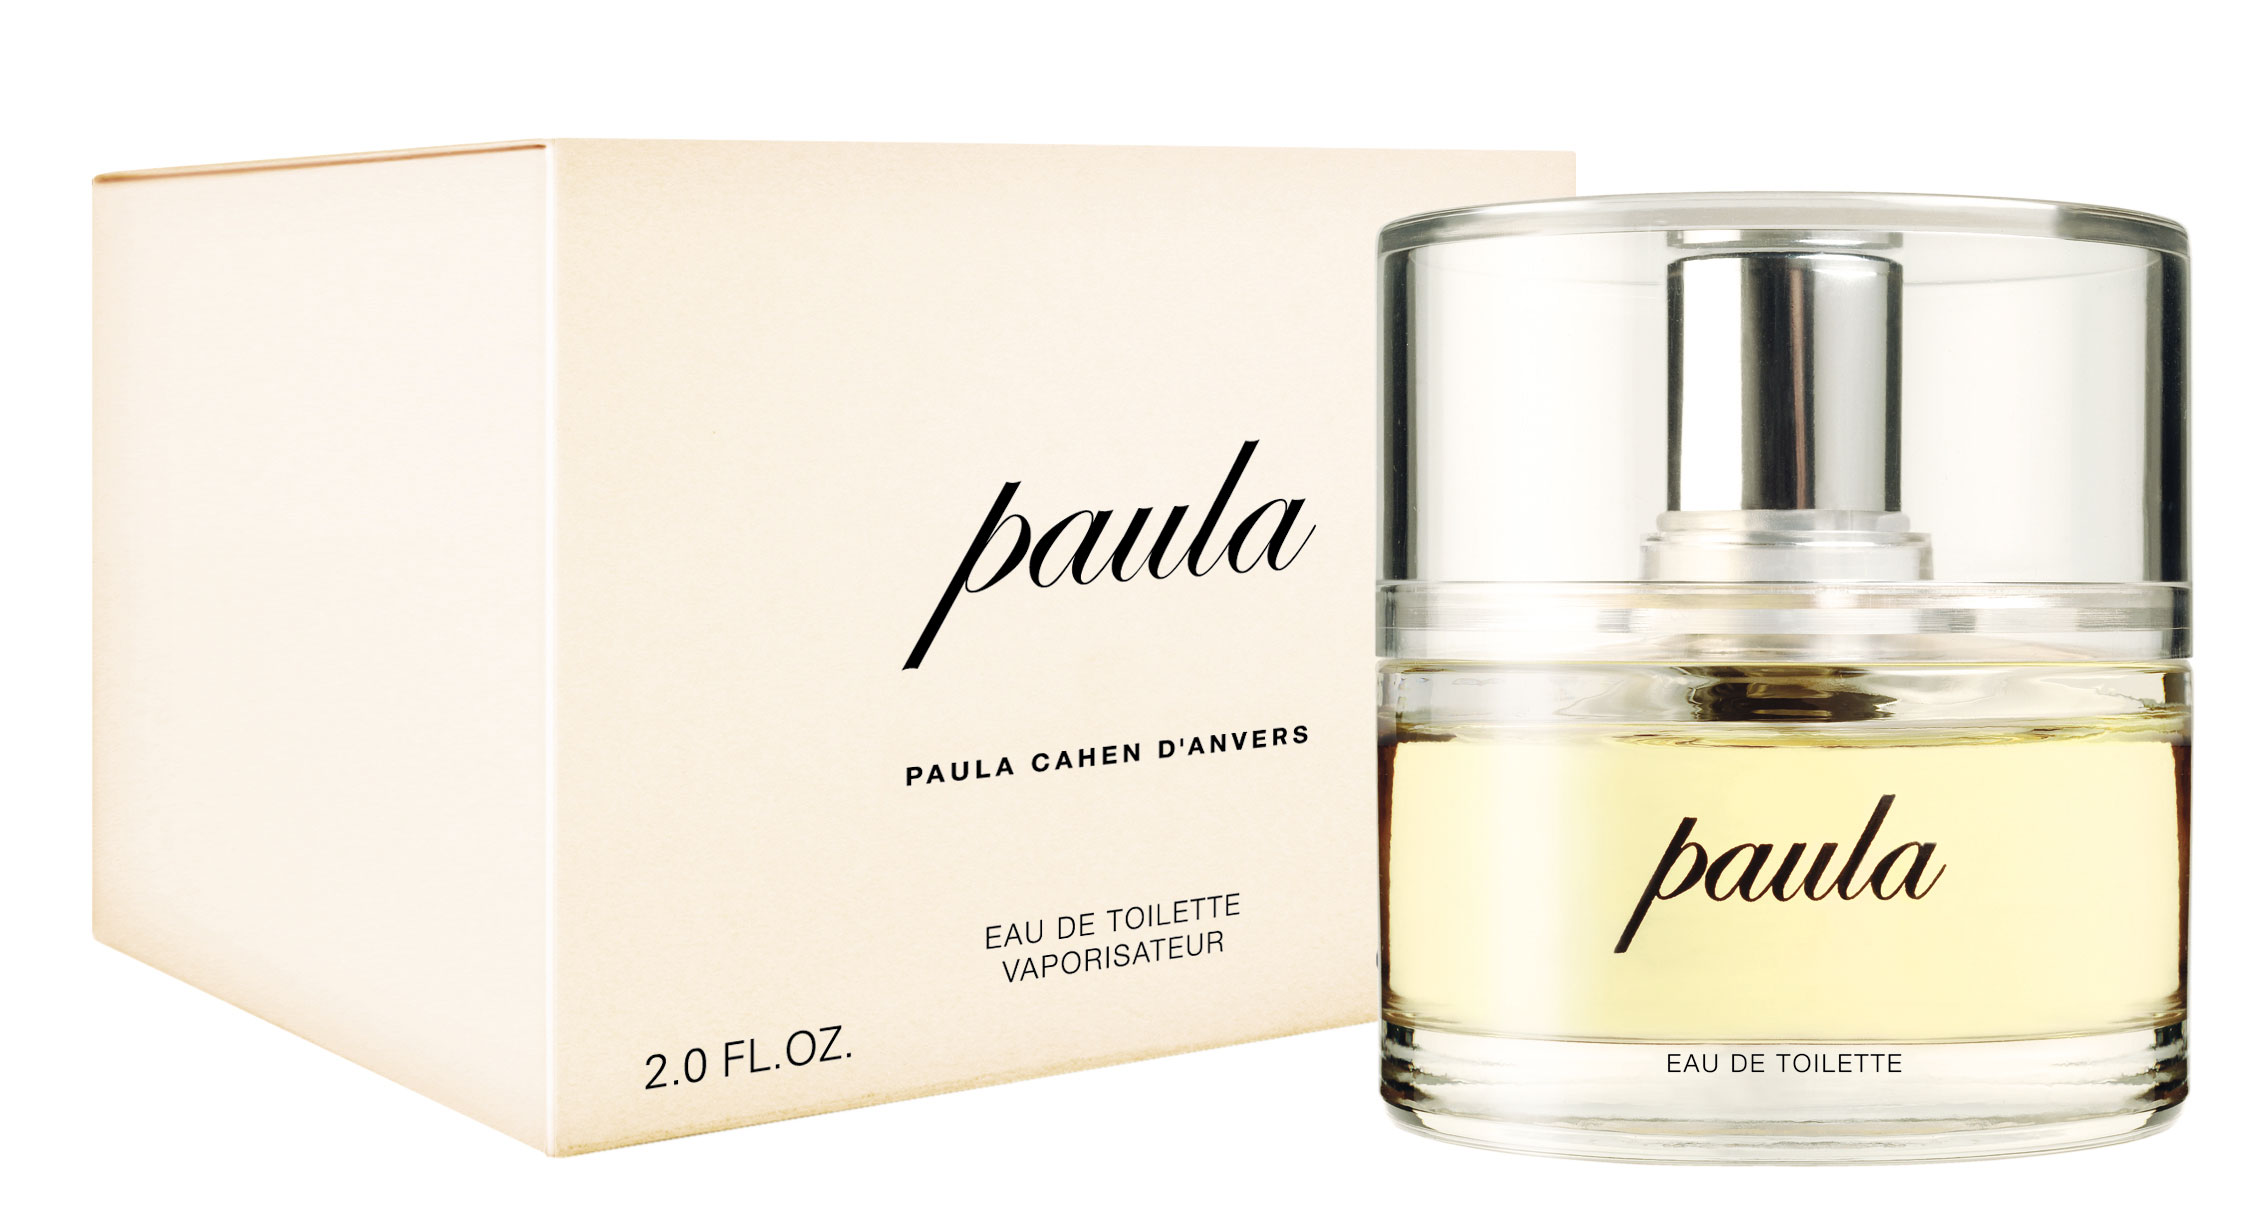 paula
PAULA CAHEN D'ANVERS
EAU DE TOILETTE
VAPORISATEUR
2.0 FL.OZ.
paula
EAU DE TOILETTE